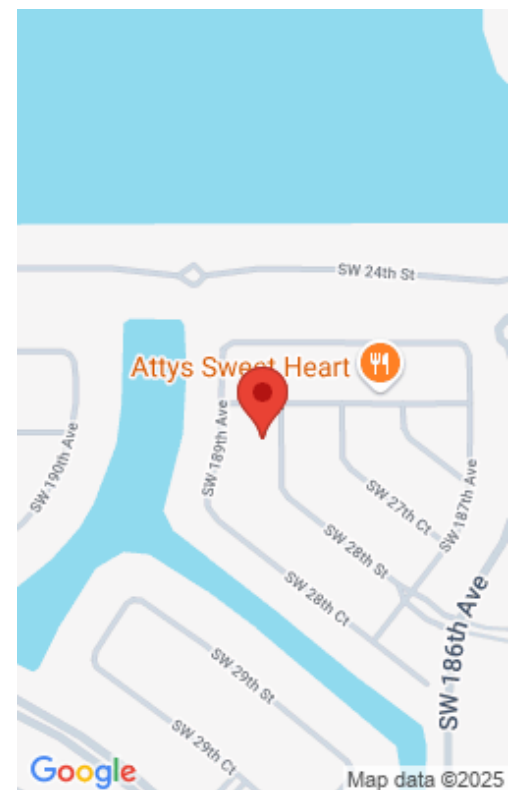 SW 24th St
Attys Sweet Heart
SW 189th Ave
SW 190th Ave
SW 27th Ct
SW 187th Ave
SW 28th St
SW 28th Ct
SW 186th Ave
SW 29th St
SW 29th Ct
Google
Map data ©2025